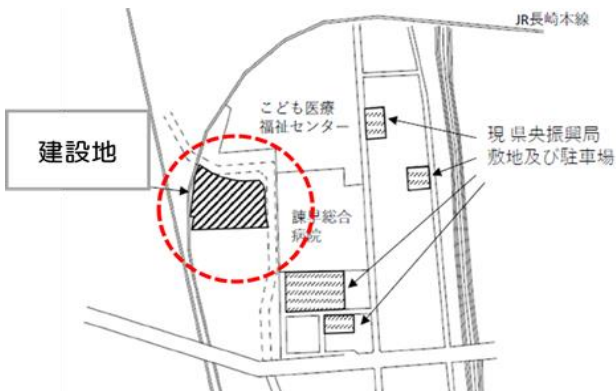 JR長崎本線
こども医療
福祉センター
建設地
現 県央振興局
敷地及び駐車場
諫早総合
病院